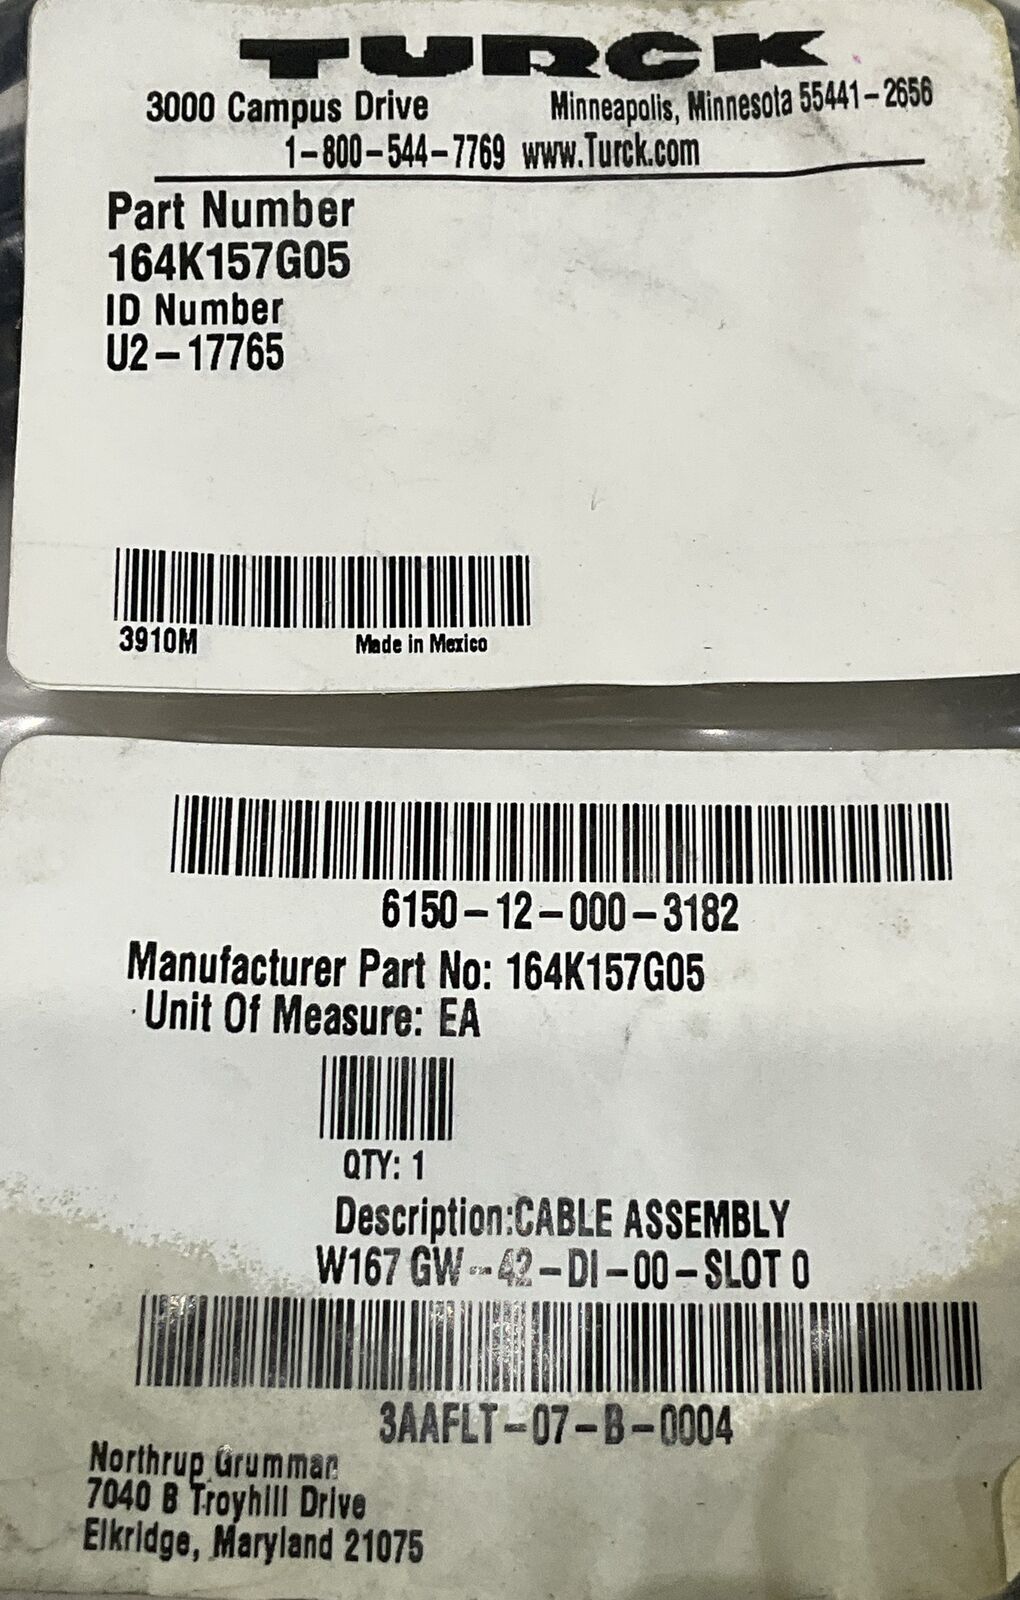 TURCK
3000 Campus Drive Minneapolis, Minnesota 55441-2656
1-800-544-7769 www.Turck.com
Part Number
164K157G05
ID Number
U2-17765
3910M Made in Mexico
6150-12-000-3182
Manufacturer Part No: 164K157G05
Unit Of Measure: EA
QTY: 1
Description:CABLE ASSEMBLY
W167 GW-42-DI-00-SLOT 0
3AAFLT-07-B-0004
Northrup Grumman
7040 B Troyhill Drive
Elkridge, Maryland 21075